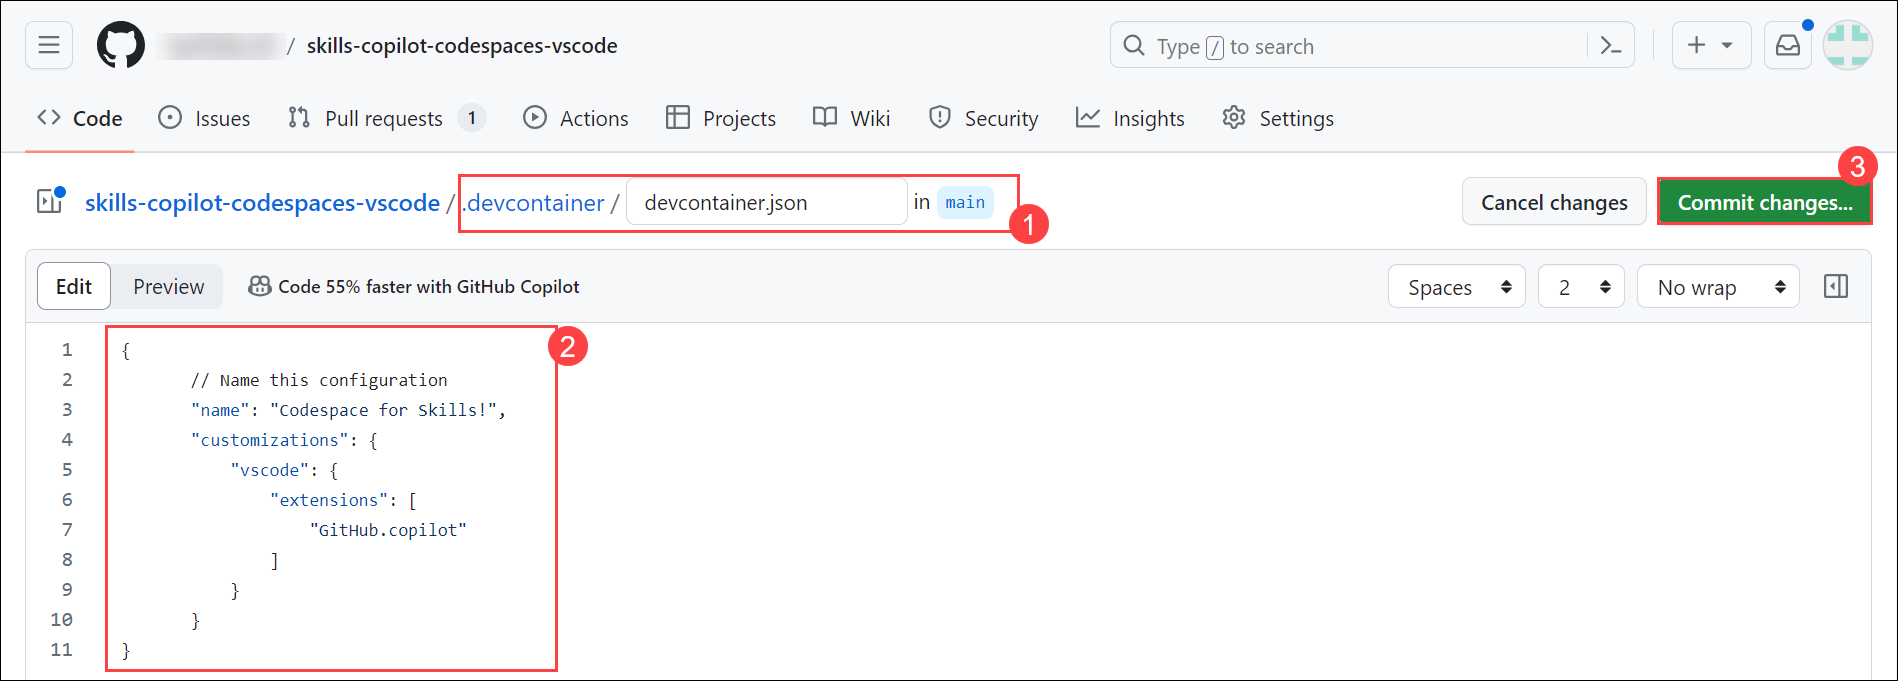 / skills-copilot-codespaces-vscode
Type / to search
Code Issues Pull requests 1 Actions Projects Wiki Security Insights Settings
3
skills-copilot-codespaces-vscode / .devcontainer / devcontainer.json in main
Cancel changes Commit changes...
1
Edit Preview Code 55% faster with GitHub Copilot
Spaces 2 No wrap
2
1 {
2 // Name this configuration
3 "name": "Codespace for Skills!",
4 "customizations": {
5 "vscode": {
6 "extensions": [
7 "GitHub.copilot"
8 ]
9 }
10 }
11 }